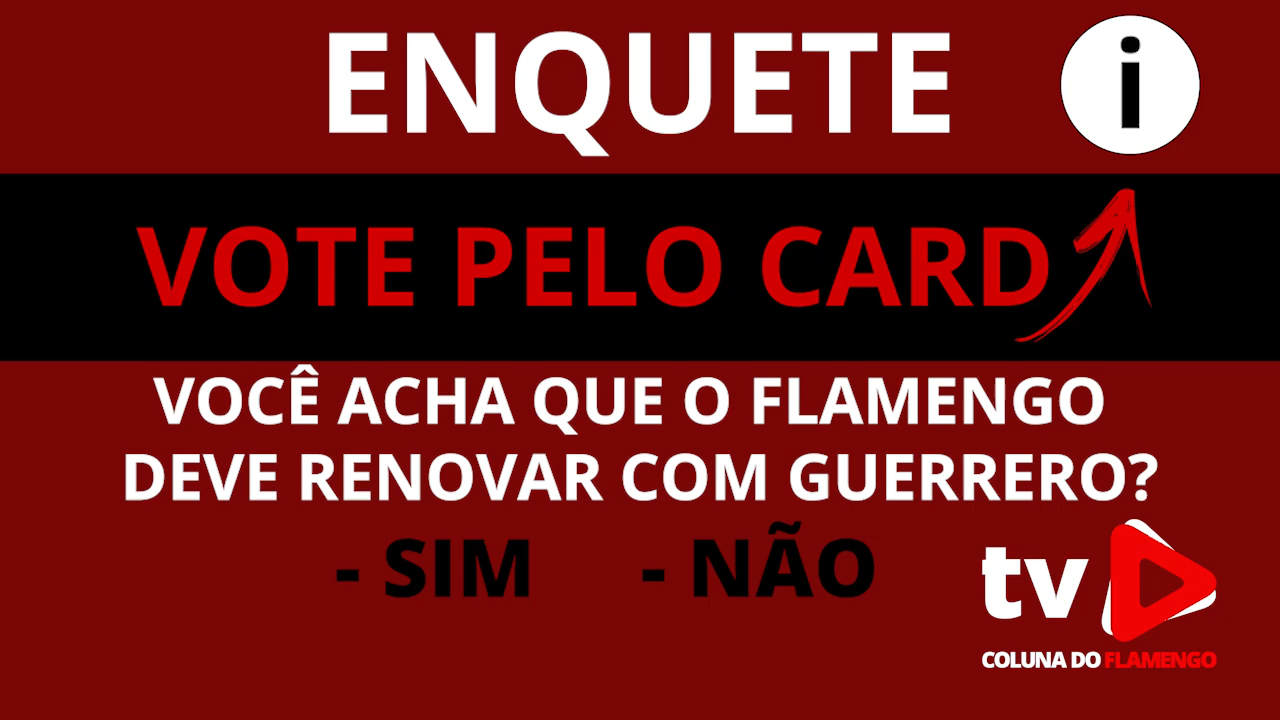 ENQUETE
i
VOTE PELO CARD
VOCÊ ACHA QUE O FLAMENGO
DEVE RENOVAR COM GUERRERO?
- SIM - NÃO
tv
COLUNA DO FLAMENGO